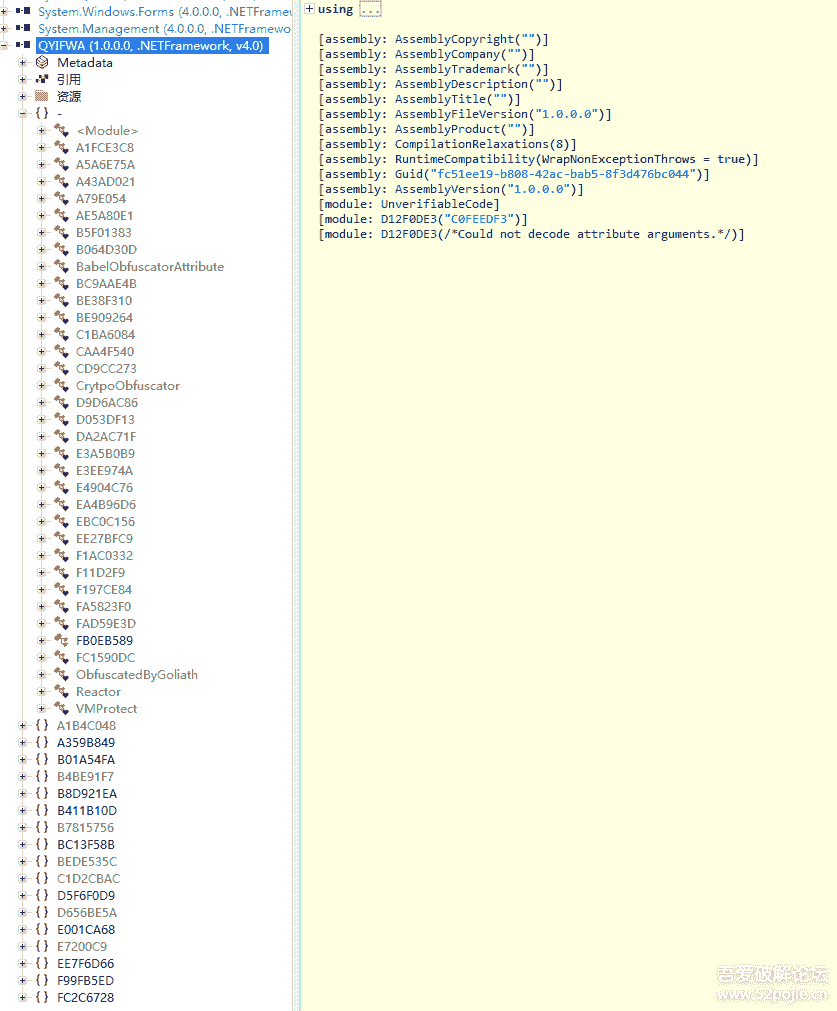 System.Windows.Forms (4.0.0.0, .NETFramew
System.Management (4.0.0.0, .NETFramewo
QYIFWA (1.0.0.0, .NETFramework, v4.0)
Metadata
引用
资源
{ } -
<Module>
A1FCE3C8
A5A6E75A
A43AD021
A79E054
AE5A80E1
B5F01383
B064D30D
BabelObfuscatorAttribute
BC9AAE4B
BE38F310
BE909264
C1BA6084
CAA4F540
CD9CC273
CrytpoObfuscator
D9D6AC86
D053DF13
DA2AC71F
E3A5B0B9
E3EE974A
E4904C76
EA4B96D6
EBC0C156
EE27BFC9
F1AC0332
F11D2F9
F197CE84
FA5823F0
FAD59E3D
FB0EB589
FC1590DC
ObfuscatedByGoliath
Reactor
VMProtect
{ } A1B4C048
{ } A359B849
{ } B01A54FA
{ } B4BE91F7
{ } B8D921EA
{ } B411B10D
{ } B7815756
{ } BC13F58B
{ } BEDE535C
{ } C1D2CBAC
{ } D5F6F0D9
{ } D656BE5A
{ } E001CA68
{ } E7200C9
{ } EE7F6D66
{ } F99FB5ED
{ } FC2C6728
using ...
[assembly: AssemblyCopyright("")]
[assembly: AssemblyCompany("")]
[assembly: AssemblyTrademark("")]
[assembly: AssemblyDescription("")]
[assembly: AssemblyTitle("")]
[assembly: AssemblyFileVersion("1.0.0.0")]
[assembly: AssemblyProduct("")]
[assembly: CompilationRelaxations(8)]
[assembly: RuntimeCompatibility(WrapNonExceptionThrows = true)]
[assembly: Guid("fc51ee19-b808-42ac-bab5-8f3d476bc044")]
[assembly: AssemblyVersion("1.0.0.0")]
[module: UnverifiableCode]
[module: D12F0DE3("C0FEEDF3")]
[module: D12F0DE3(/*Could not decode attribute arguments.*/)]
吾爱破解论坛
www.52pojie.cn